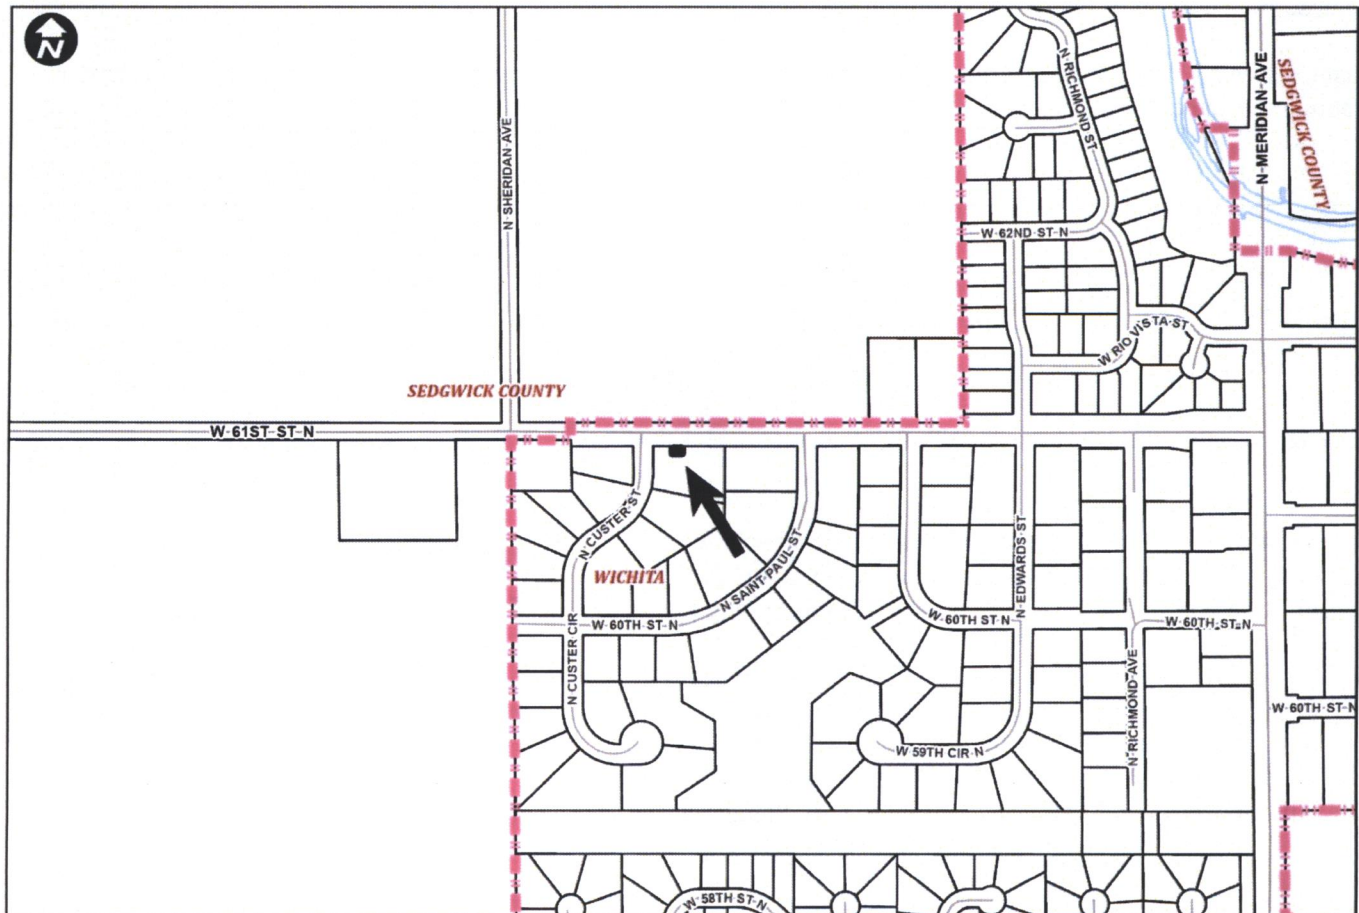 N
N RICHMOND ST
N MERIDIAN AVE
SEDGWICK COUNTY
N SHERIDAN AVE
W 62ND ST N
W RIO VISTA ST
SEDGWICK COUNTY
W 61ST ST N
N CUSTER ST
WICHITA
N SAINT PAUL ST
N EDWARDS ST
W 60TH ST N
W 60TH ST N
W 60TH ST N
N CUSTER CIR
N RICHMOND AVE
W 60TH ST N
W 59TH CIR N
W 58TH ST N